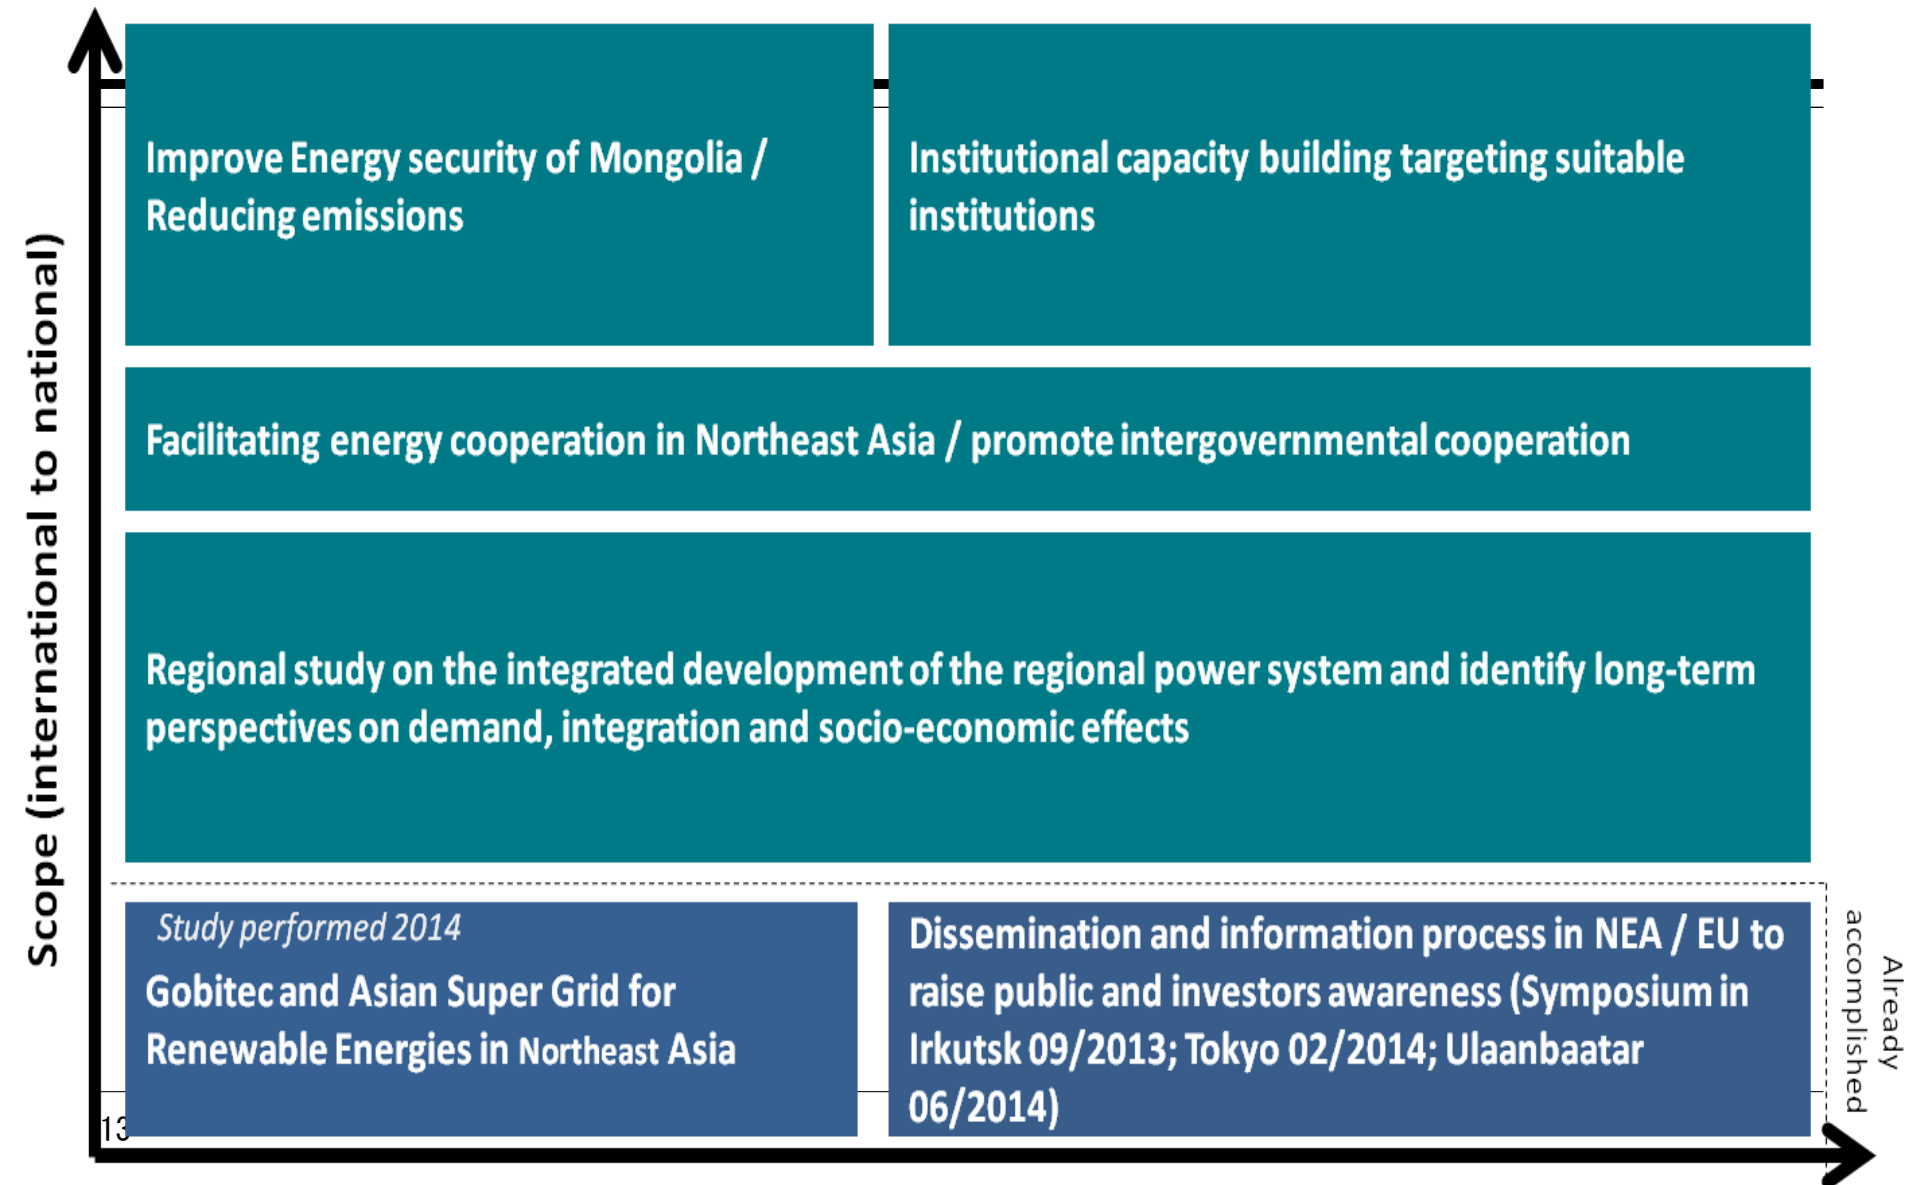 Scope (international to national)
Improve Energy security of Mongolia /
Reducing emissions
Institutional capacity building targeting suitable
institutions
Facilitating energy cooperation in Northeast Asia / promote intergovernmental cooperation
Regional study on the integrated development of the regional power system and identify long-term
perspectives on demand, integration and socio-economic effects
Study performed 2014
Gobitec and Asian Super Grid for
Renewable Energies in Northeast Asia
Dissemination and information process in NEA / EU to
raise public and investors awareness (Symposium in
Irkutsk 09/2013; Tokyo 02/2014; Ulaanbaatar
06/2014)
Already
accomplished
13